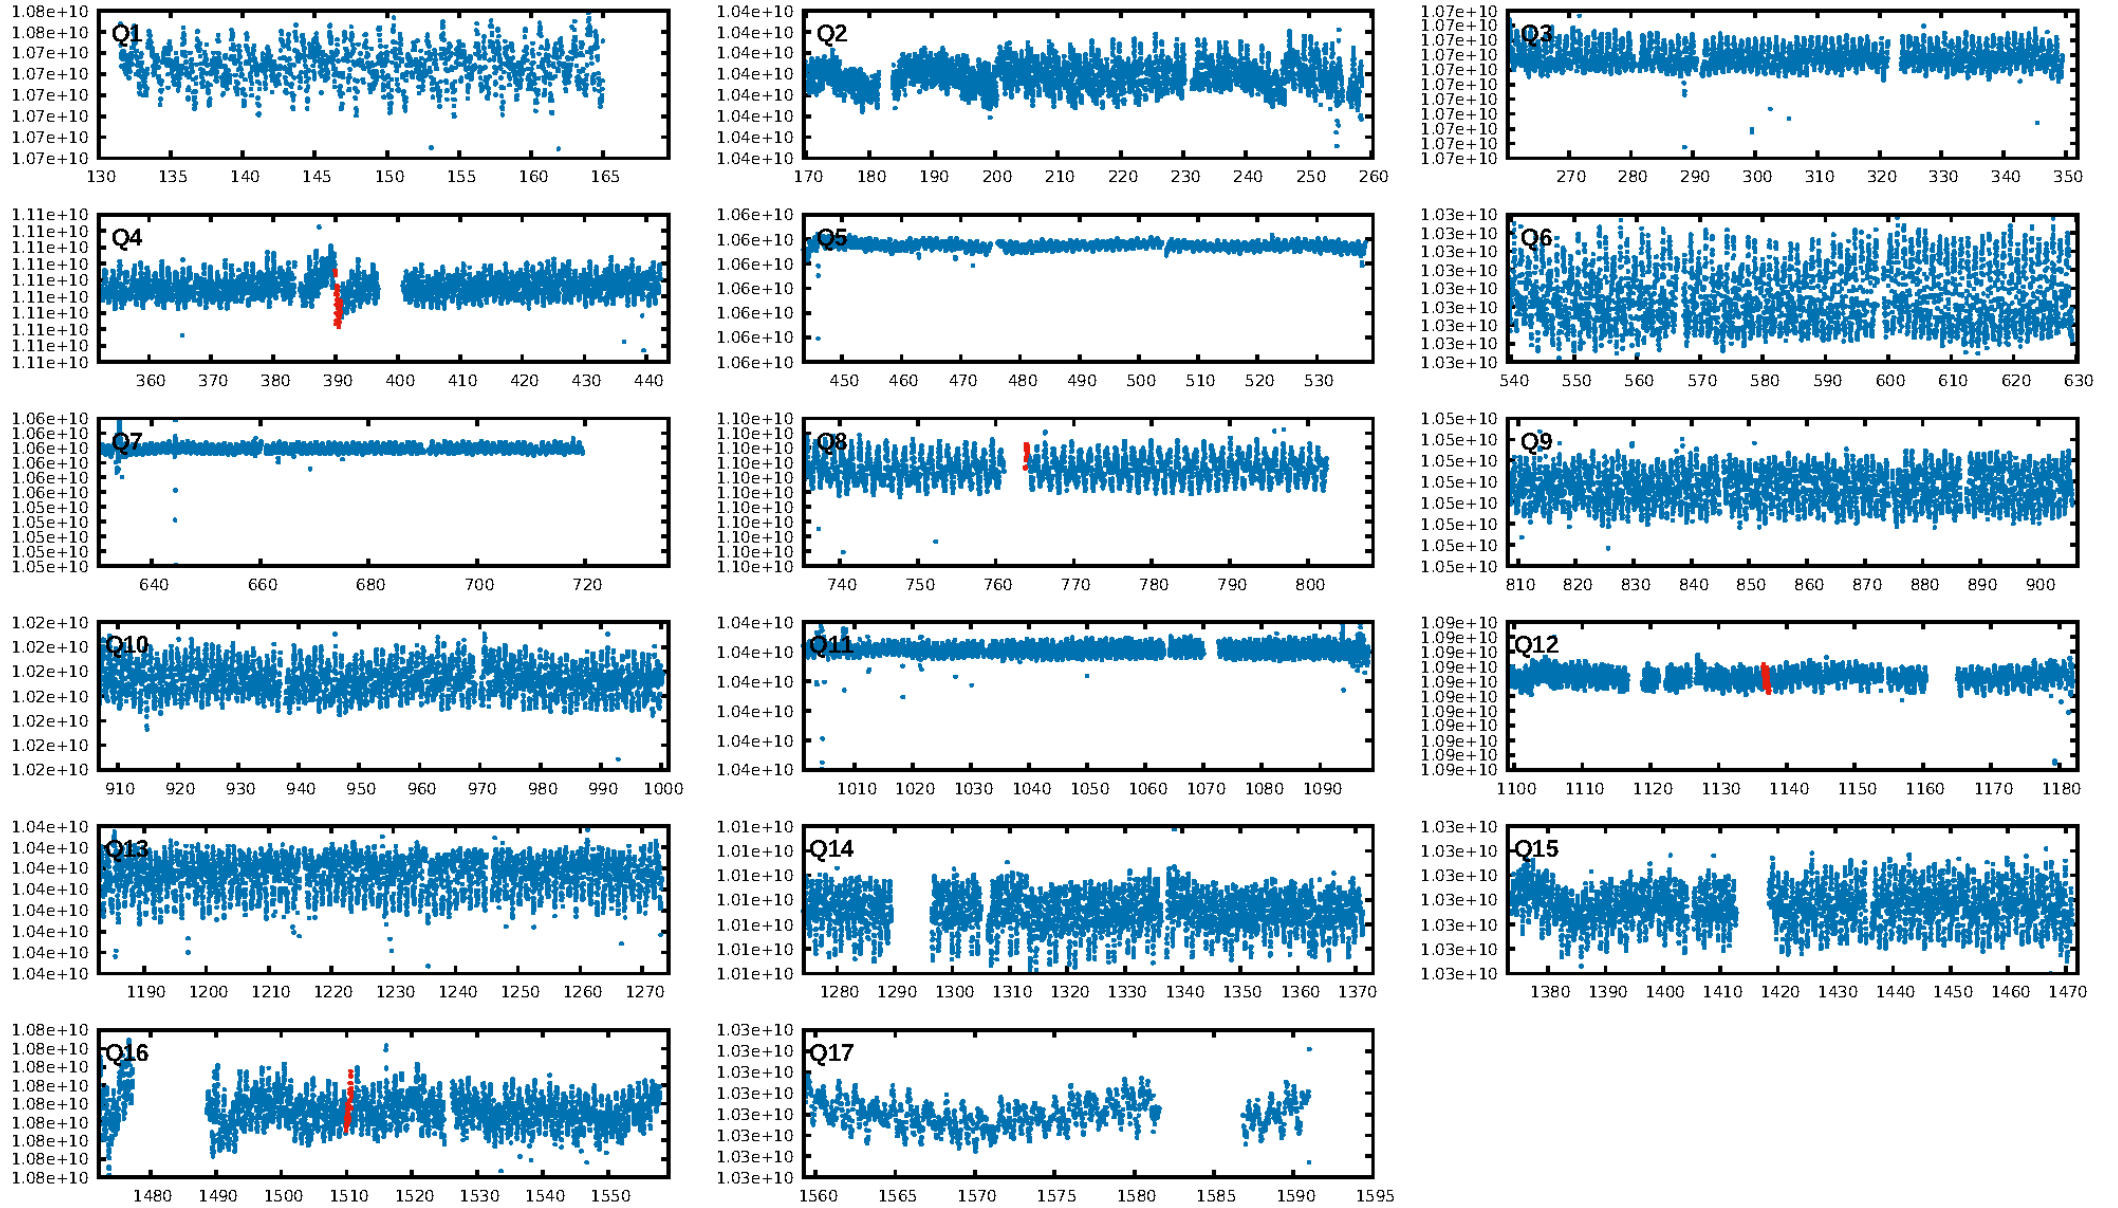 1.08e+10
1.08e+10
1.07e+10
1.07e+10
1.07e+10
1.07e+10
1.07e+10
1.07e+10
Q1
130 135 140 145 150 155 160 165
1.04e+10
1.04e+10
1.04e+10
1.04e+10
1.04e+10
1.04e+10
1.04e+10
1.04e+10
Q2
170 180 190 200 210 220 230 240 250 260
1.07e+10
1.07e+10
1.07e+10
1.07e+10
1.07e+10
1.07e+10
1.07e+10
1.07e+10
1.07e+10
1.07e+10
1.07e+10
Q3
270 280 290 300 310 320 330 340 350
1.11e+10
1.11e+10
1.11e+10
1.11e+10
1.11e+10
1.11e+10
1.11e+10
1.11e+10
1.11e+10
1.11e+10
Q4
360 370 380 390 400 410 420 430 440
1.06e+10
1.06e+10
1.06e+10
1.06e+10
1.06e+10
1.06e+10
1.06e+10
Q5
450 460 470 480 490 500 510 520 530
1.03e+10
1.03e+10
1.03e+10
1.03e+10
1.03e+10
1.03e+10
1.03e+10
1.03e+10
1.03e+10
Q6
540 550 560 570 580 590 600 610 620 630
1.06e+10
1.06e+10
1.06e+10
1.06e+10
1.06e+10
1.06e+10
1.05e+10
1.05e+10
1.05e+10
1.05e+10
1.05e+10
Q7
640 660 680 700 720
1.10e+10
1.10e+10
1.10e+10
1.10e+10
1.10e+10
1.10e+10
1.10e+10
1.10e+10
1.10e+10
1.10e+10
1.10e+10
Q8
740 750 760 770 780 790 800
1.05e+10
1.05e+10
1.05e+10
1.05e+10
1.05e+10
1.05e+10
1.05e+10
1.05e+10
Q9
810 820 830 840 850 860 870 880 890 900
1.02e+10
1.02e+10
1.02e+10
1.02e+10
1.02e+10
1.02e+10
1.02e+10
Q10
910 920 930 940 950 960 970 980 990 1000
1.04e+10
1.04e+10
1.04e+10
1.04e+10
1.04e+10
1.04e+10
Q11
1010 1020 1030 1040 1050 1060 1070 1080 1090
1.09e+10
1.09e+10
1.09e+10
1.09e+10
1.09e+10
1.09e+10
1.09e+10
1.09e+10
1.09e+10
1.09e+10
1.09e+10
Q12
1100 1110 1120 1130 1140 1150 1160 1170 1180
1.04e+10
1.04e+10
1.04e+10
1.04e+10
1.04e+10
1.04e+10
1.04e+10
1.04e+10
Q13
1190 1200 1210 1220 1230 1240 1250 1260 1270
1.01e+10
1.01e+10
1.01e+10
1.01e+10
1.01e+10
1.01e+10
1.01e+10
Q14
1280 1290 1300 1310 1320 1330 1340 1350 1360 1370
1.03e+10
1.03e+10
1.03e+10
1.03e+10
1.03e+10
1.03e+10
1.03e+10
Q15
1380 1390 1400 1410 1420 1430 1440 1450 1460 1470
1.08e+10
1.08e+10
1.08e+10
1.08e+10
1.08e+10
1.08e+10
1.08e+10
1.08e+10
1.08e+10
Q16
1480 1490 1500 1510 1520 1530 1540 1550
1.03e+10
1.03e+10
1.03e+10
1.03e+10
1.03e+10
1.03e+10
1.03e+10
1.03e+10
Q17
1560 1565 1570 1575 1580 1585 1590 1595